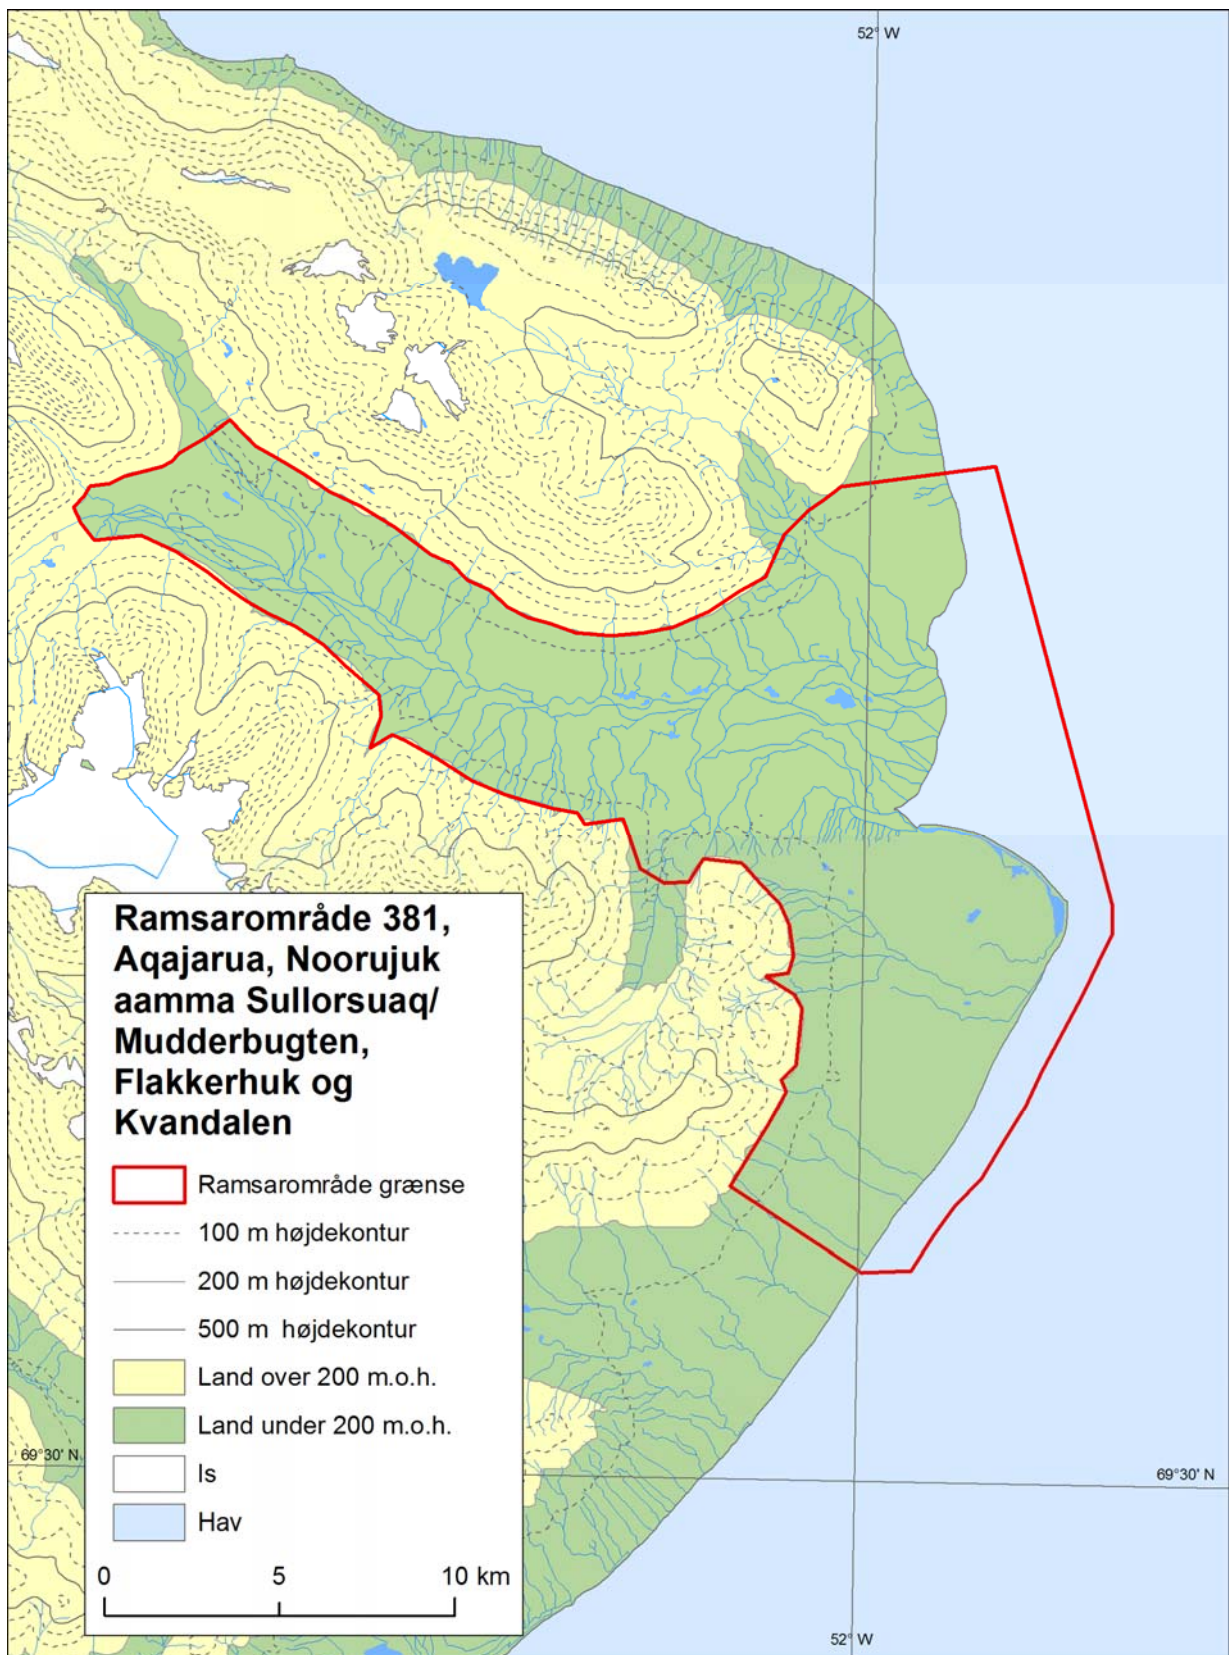 52° W
Ramsarområde 381,
Aqajarua, Noorujuk
aamma Sullorsuaq/
Mudderbugten,
Flakkerhuk og
Kvandalen
Ramsarområde grænse
100 m højdekontur
200 m højdekontur
500 m højdekontur
Land over 200 m.o.h.
Land under 200 m.o.h.
69°30' N
Is
69°30' N
Hav
0 5 10 km
52° W